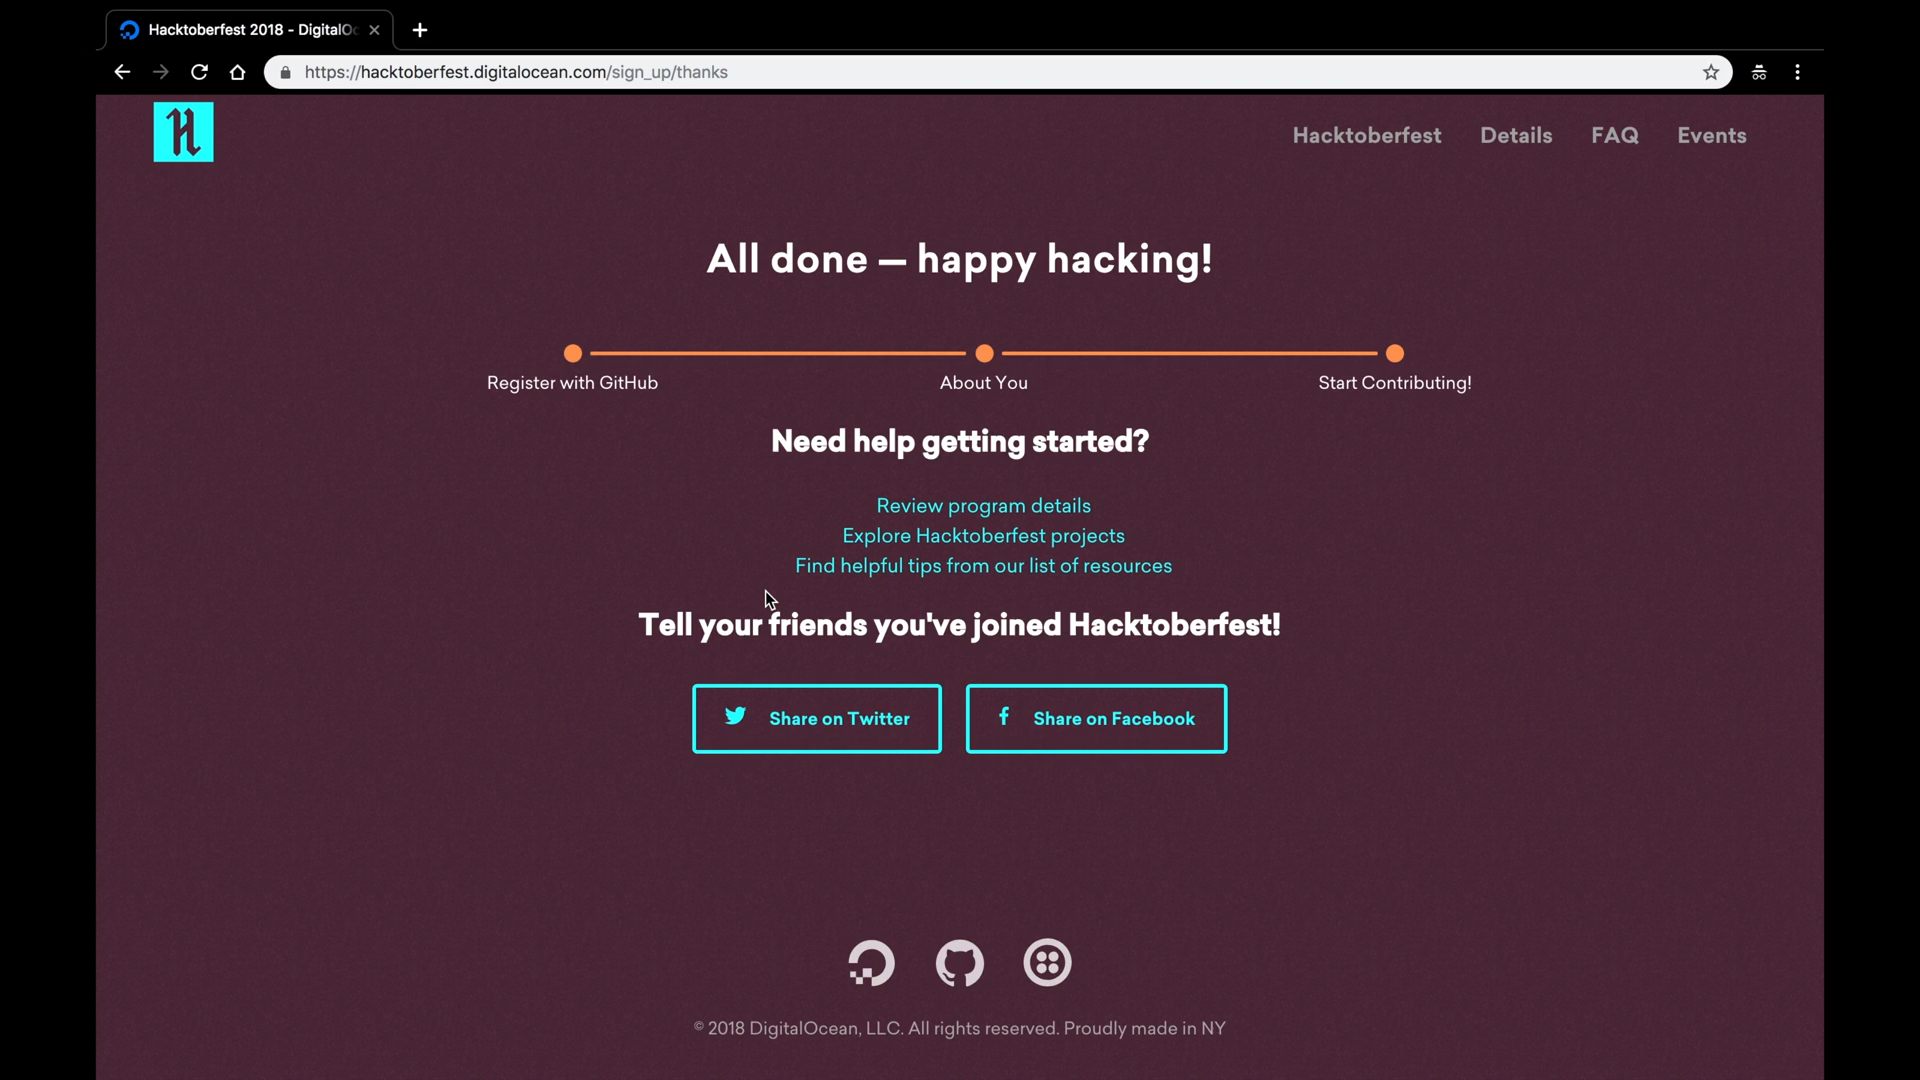 Hacktoberfest 2018 - DigitalOc
https://hacktoberfest.digitalocean.com/sign_up/thanks
H
Hacktoberfest Details FAQ Events
All done — happy hacking!
Register with GitHub About You Start Contributing!
Need help getting started?
Review program details
Explore Hacktoberfest projects
Find helpful tips from our list of resources
Tell your friends you've joined Hacktoberfest!
Share on Twitter Share on Facebook
© 2018 DigitalOcean, LLC. All rights reserved. Proudly made in NY